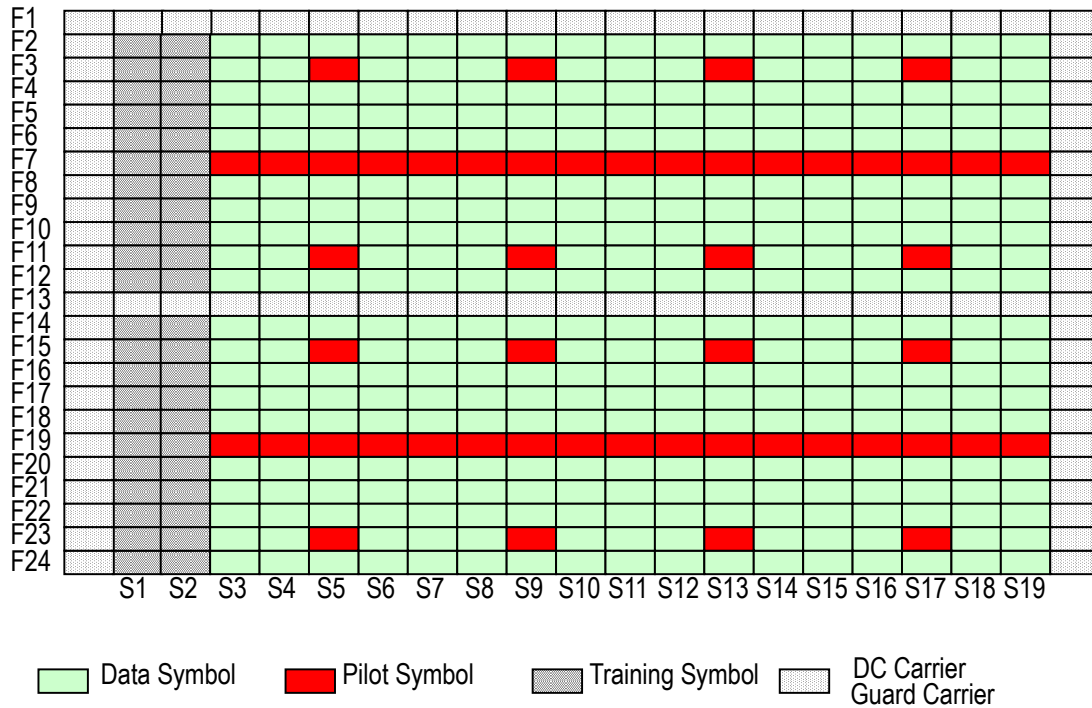 F1
F2
F3
F4
F5
F6
F7
F8
F9
F10
F11
F12
F13
F14
F15
F16
F17
F18
F19
F20
F21
F22
F23
F24
S1 S2 S3 S4 S5 S6 S7 S8 S9 S10 S11 S12 S13 S14 S15 S16 S17 S18 S19
Data Symbol Pilot Symbol Training Symbol DC Carrier
Guard Carrier